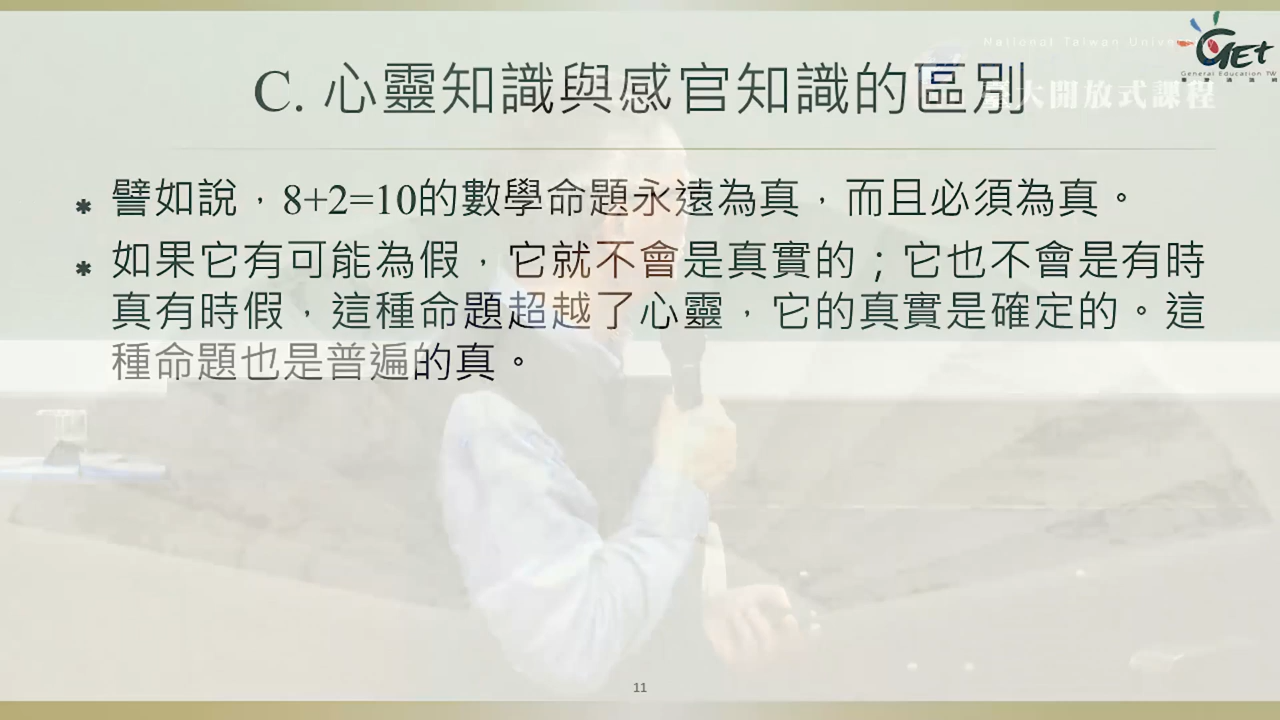 National Taiwan Univers
GEt
General Education TW
大開放式課程
C. 心靈知識與感官知識的區別
譬如說，8+2=10的數學命題永遠為真，而且必須為真。
如果它有可能為假，它就不會是真實的；它也不會是有時
真有時假，這種命題超越了心靈，它的真實是確定的。這
種命題也是普遍的真。
11